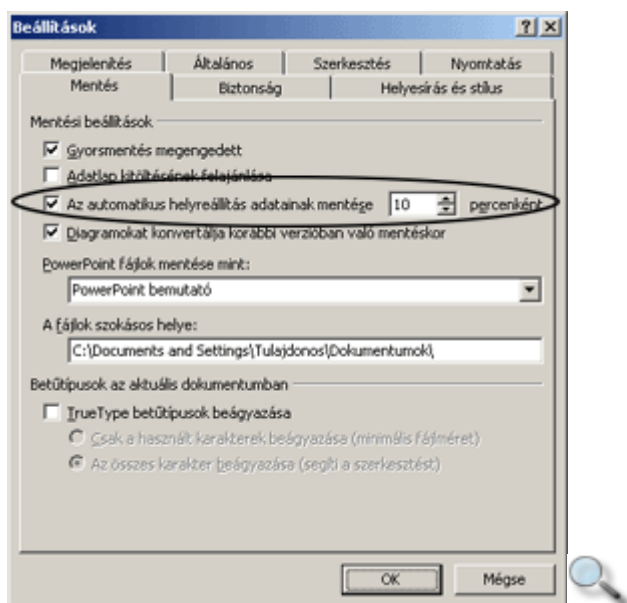 Beállítások
Megjelenítés Általános Szerkesztés Nyomtatás
Mentés Biztonság Helyesírás és stílus
Mentési beállítások
Gyorsmentés megengedett
Adatlap kitöltésének felajánlása
Az automatikus helyreállítás adatainak mentése 10 percenként
Diagramokat konvertálja korábbi verzióban való mentéskor
PowerPoint fájlok mentése mint:
PowerPoint bemutató
A fájlok szokásos helye:
C:\Documents and Settings\Tulajdonos\Dokumentumok\,
Betűtípusok az aktuális dokumentumban
TrueType betűtípusok beágyazása
Csak a használt karakterek beágyazása (minimális fájlméret)
Az összes karakter beágyazása (segíti a szerkesztést)
OK Mégse